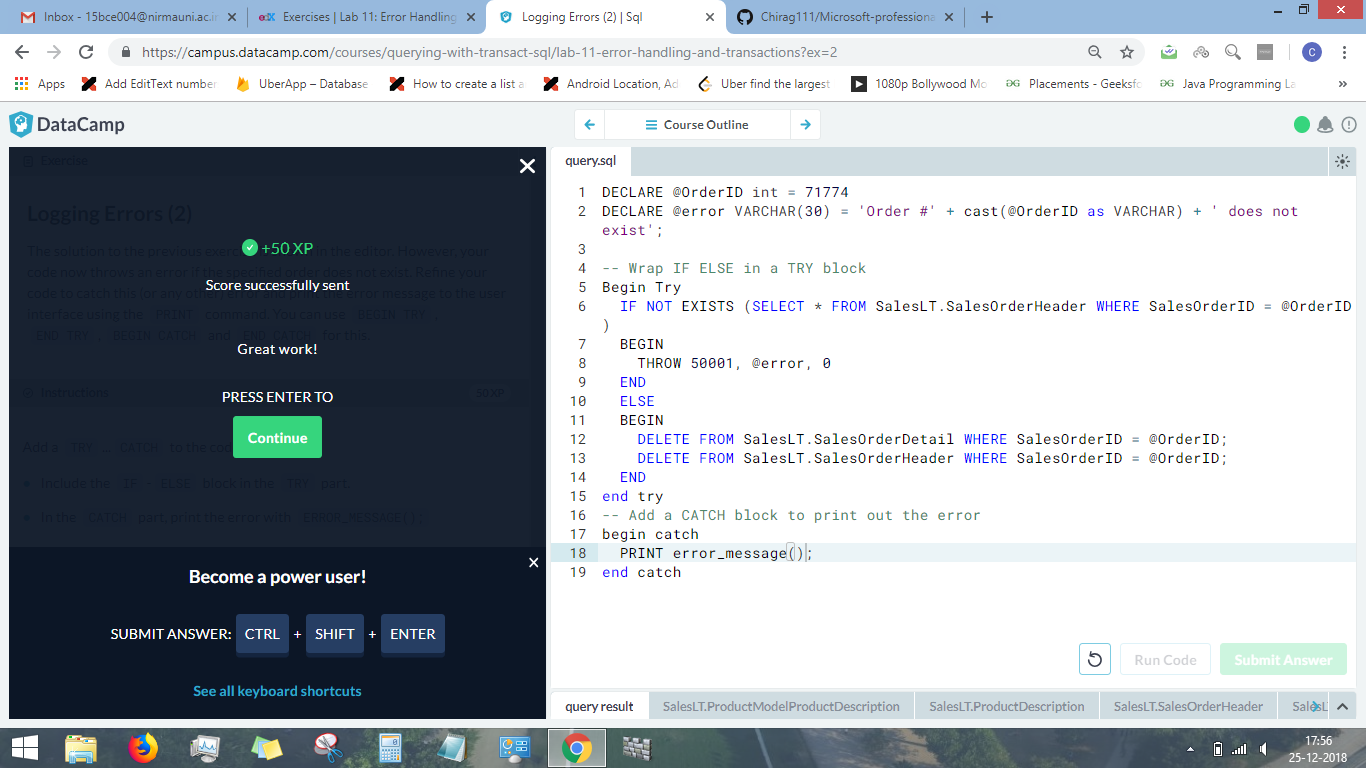 Inbox - 15bce004@nirmauni.ac.in
edX Exercises | Lab 11: Error Handling
Logging Errors (2) | Sql
Chirag111/Microsoft-professiona
https://campus.datacamp.com/courses/querying-with-transact-sql/lab-11-error-handling-and-transactions?ex=2
C
Apps
Add EditText number
UberApp – Database
How to create a list a
Android Location, Ad
Uber find the largest
1080p Bollywood Mo
Placements - Geeksfo
Java Programming La
»
DataCamp
Course Outline
Exercise
Logging Errors (2)
The solution to the previous exerc in the editor. However, your
code now throws an error if the specified order does not exist. Refine your
code to catch this (or any other) error and print the error message to the user
interface using the PRINT command. You can use BEGIN TRY ,
END TRY , BEGIN CATCH and END CATCH for this.
+50 XP
Score successfully sent
Great work!
Instructions
50 XP
PRESS ENTER TO
Continue
Add a TRY ... CATCH to the cod
Include the IF - ELSE block in the TRY part.
In the CATCH part, print the error with ERROR_MESSAGE();
Become a power user!
SUBMIT ANSWER: CTRL + SHIFT + ENTER
See all keyboard shortcuts
query.sql
1 DECLARE @OrderID int = 71774
2 DECLARE @error VARCHAR(30) = 'Order #' + cast(@OrderID as VARCHAR) + ' does not
exist';
3
4 -- Wrap IF ELSE in a TRY block
5 Begin Try
6 IF NOT EXISTS (SELECT * FROM SalesLT.SalesOrderHeader WHERE SalesOrderID = @OrderID
)
7 BEGIN
8 THROW 50001, @error, 0
9 END
10 ELSE
11 BEGIN
12 DELETE FROM SalesLT.SalesOrderDetail WHERE SalesOrderID = @OrderID;
13 DELETE FROM SalesLT.SalesOrderHeader WHERE SalesOrderID = @OrderID;
14 END
15 end try
16 -- Add a CATCH block to print out the error
17 begin catch
18 PRINT error_message();
19 end catch
Run Code
Submit Answer
query result
SalesLT.ProductModelProductDescription
SalesLT.ProductDescription
SalesLT.SalesOrderHeader
SalesLT
17:56
25-12-2018